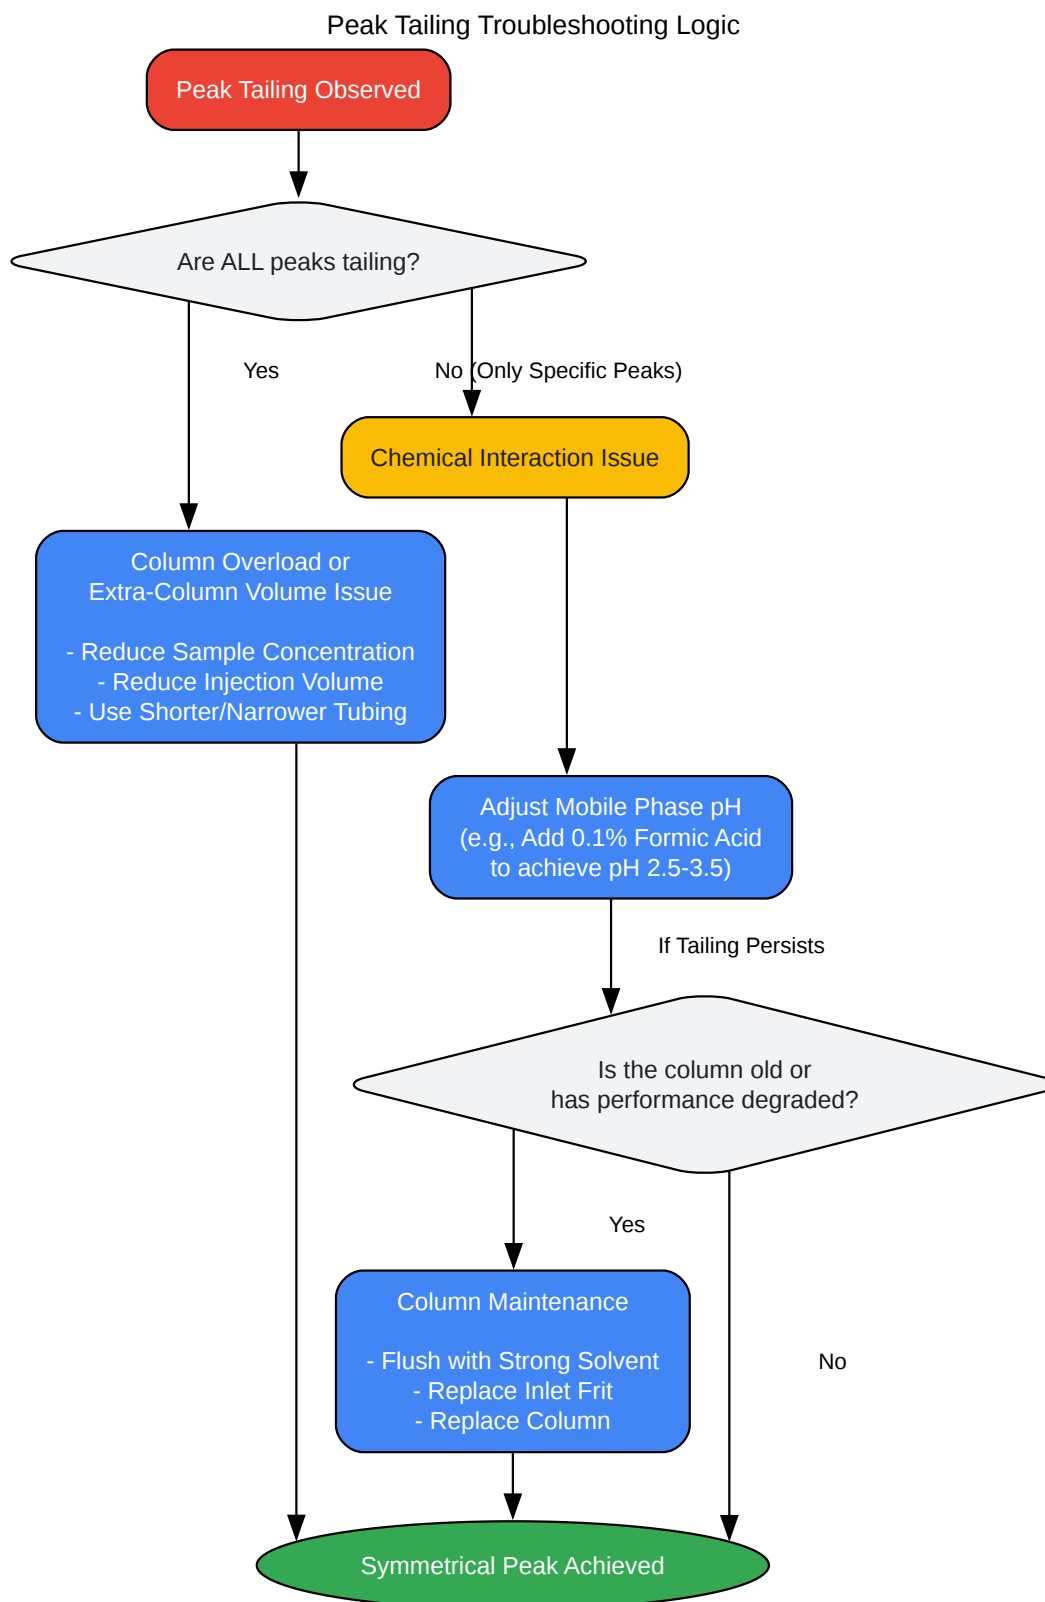 Peak Tailing Troubleshooting Logic
Peak Tailing Observed
Are ALL peaks tailing?
Yes
No (Only Specific Peaks)
Chemical Interaction Issue
Column Overload or
Extra-Column Volume Issue
- Reduce Sample Concentration
- Reduce Injection Volume
- Use Shorter/Narrower Tubing
Adjust Mobile Phase pH
(e.g., Add 0.1% Formic Acid
to achieve pH 2.5-3.5)
If Tailing Persists
Is the column old or
has performance degraded?
Yes
Column Maintenance
- Flush with Strong Solvent
- Replace Inlet Frit
- Replace Column
No
Symmetrical Peak Achieved